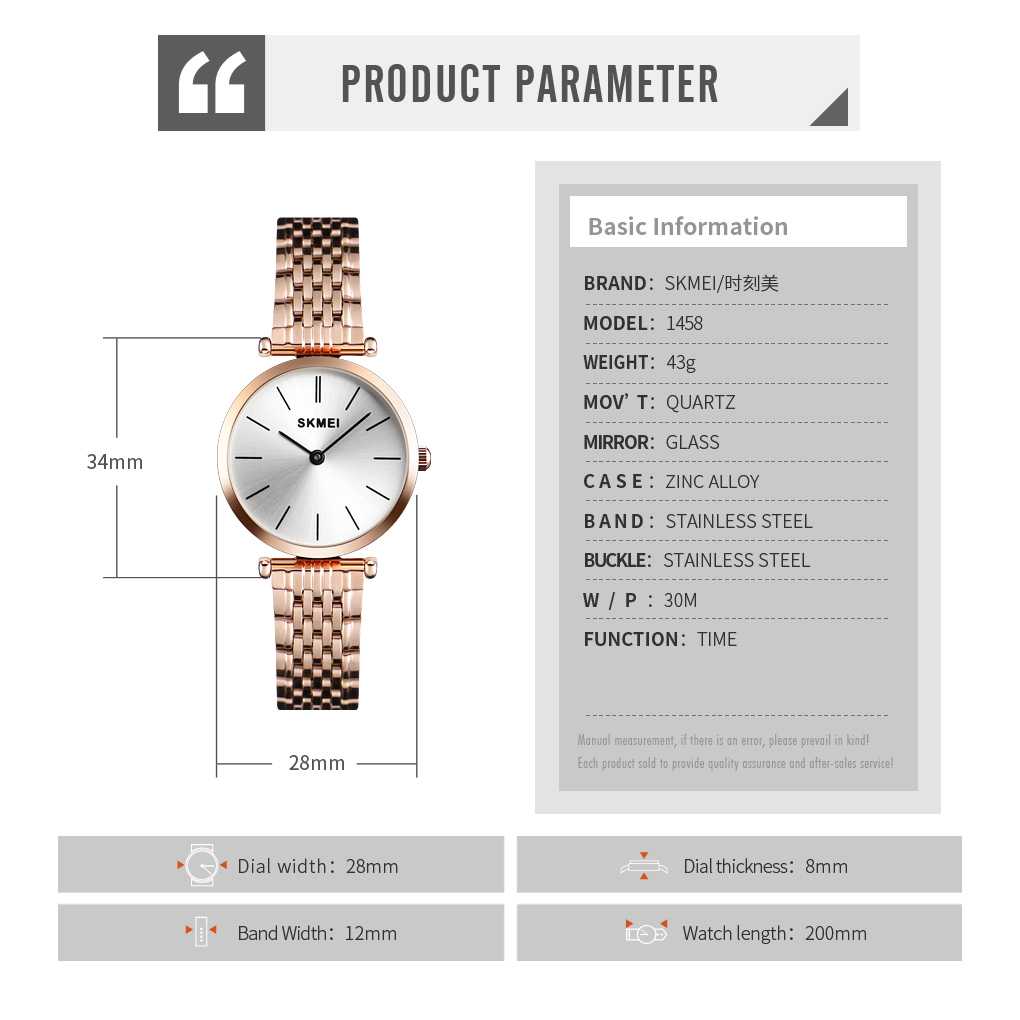 PRODUCT PARAMETER
Basic Information
BRAND: SKMEI/时刻美
MODEL: 1458
WEIGHT: 43g
MOV' T: QUARTZ
MIRROR: GLASS
CASE: ZINC ALLOY
BAND: STAINLESS STEEL
BUCKLE: STAINLESS STEEL
W / P : 30M
FUNCTION: TIME
Manual measurement, if there is an error, please prevail in kind!
Each product sold to provide quality assurance and after-sales service!
SKMEI
34mm
28mm
Dial width: 28mm
Dial thickness: 8mm
Band Width: 12mm
Watch length: 200mm